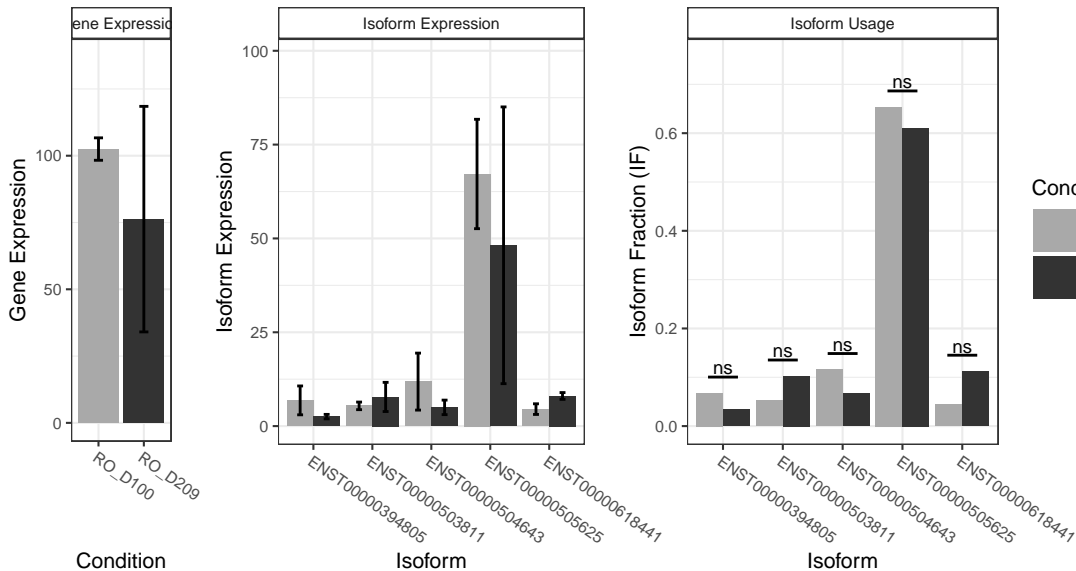 ene Expressio
Isoform Expression
Isoform Usage
Gene Expression
100
50
0
RO_D100
RO_D209
Condition
Isoform Expression
100
75
50
25
0
ENST00000394805
ENST00000503811
ENST00000504643
ENST00000505625
ENST00000618441
Isoform
Isoform Fraction (IF)
0.6
0.4
0.2
0.0
ns
ns
ns
ns
ns
ENST00000394805
ENST00000503811
ENST00000504643
ENST00000505625
ENST00000618441
Isoform
Cond